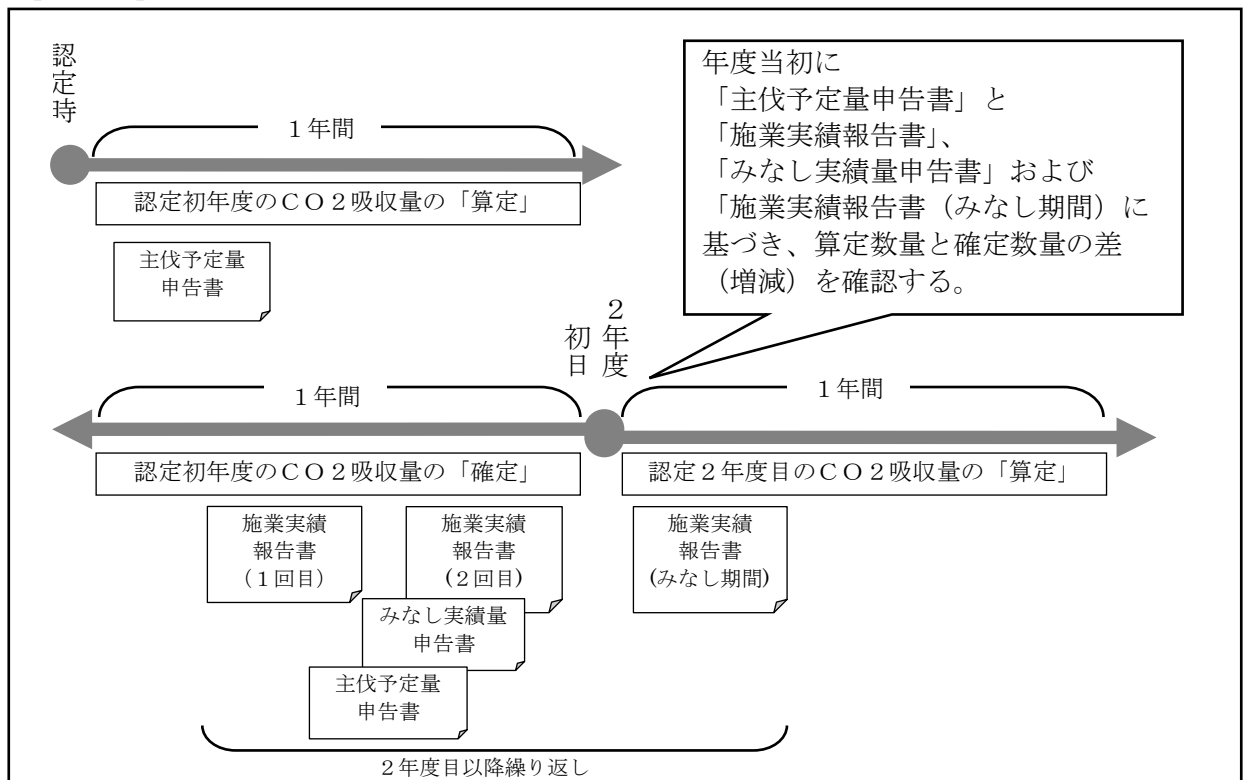 認定時
1年間
認定初年度のCO2吸収量の「算定」
主伐予定量
申告書
年度当初に
「主伐予定量申告書」と
「施業実績報告書」、
「みなし実績量申告書」および
「施業実績報告書(みなし期間)に
基づき、算定数量と確定数量の差
(増減)を確認する。
2年度
初日
1年間
1年間
認定初年度のCO2吸収量の「確定」
認定2年度目のCO2吸収量の「算定」
施業実績
報告書
(1回目)
施業実績
報告書
(2回目)
施業実績
報告書
(みなし期間)
みなし実績量
申告書
主伐予定量
申告書
2年度目以降繰り返し